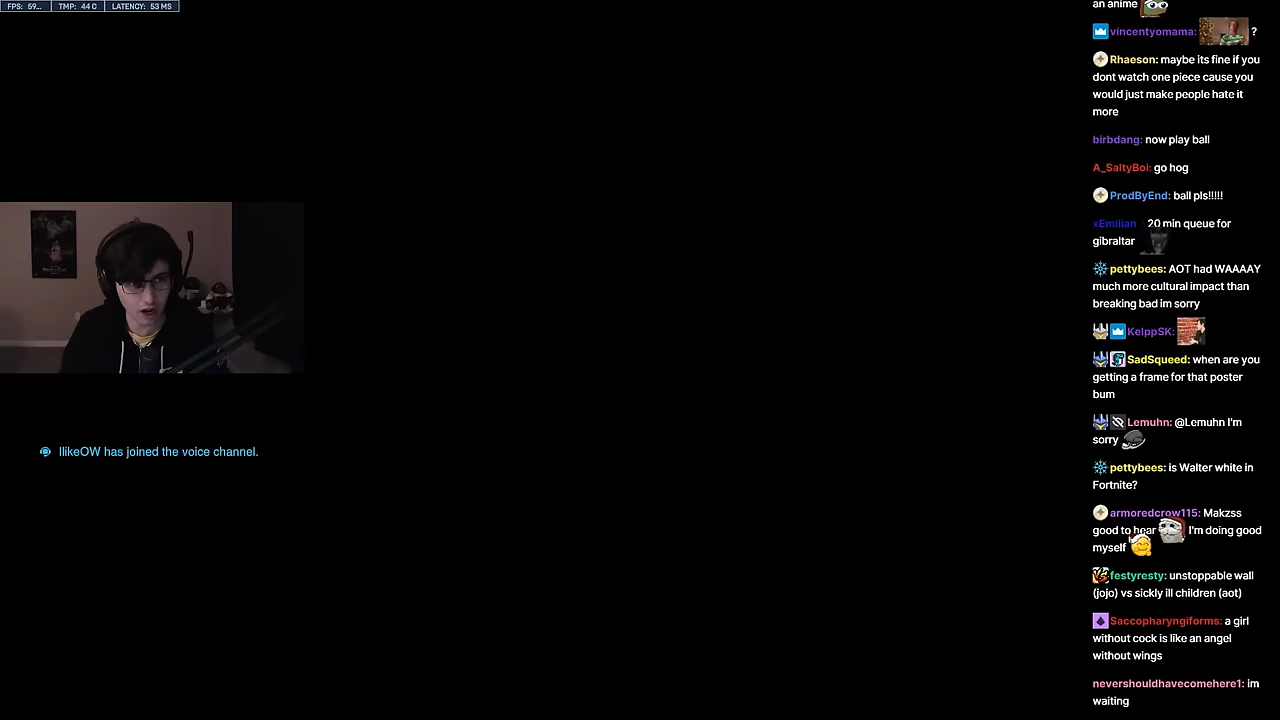 FPS: 59... TMP: 44 C LATENCY: 53 MS
an anime
vincentyomama: ?
Rhaeson: maybe its fine if you
dont watch one piece cause you
would just make people hate it
more
birbdang: now play ball
A_SaltyBoi: go hog
ProdByEnd: ball pls!!!!!
xEmilian : 20 min queue for
gibraltar
pettybees: AOT had WAAAAY
much more cultural impact than
breaking bad im sorry
KelppSK:
SadSqueed: when are you
getting a frame for that poster
bum
Lemuhn: @Lemuhn I'm
sorry
IlikeOW has joined the voice channel.
pettybees: is Walter white in
Fortnite?
armoredcrow115: Makzss
good to hear I'm doing good
myself
festyresty: unstoppable wall
(jojo) vs sickly ill children (aot)
Saccopharyngiforms: a girl
without cock is like an angel
without wings
nevershouldhavecomehere1: im
waiting